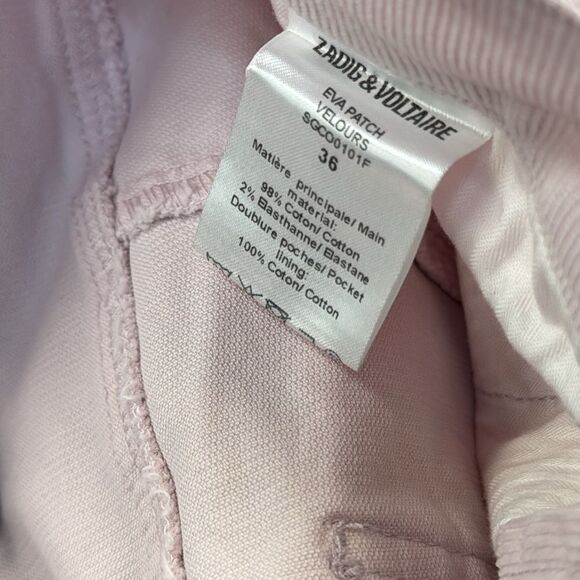 ZADIG & VOLTAIRE
EVA PATCH
VELOURS
SGCO0101F
36
Matière principale/ Main
material:
98% Coton/ Cotton
2% Elasthanne/ Elastane
Doublure poches/ Pocket
lining:
100% Coton/ Cotton